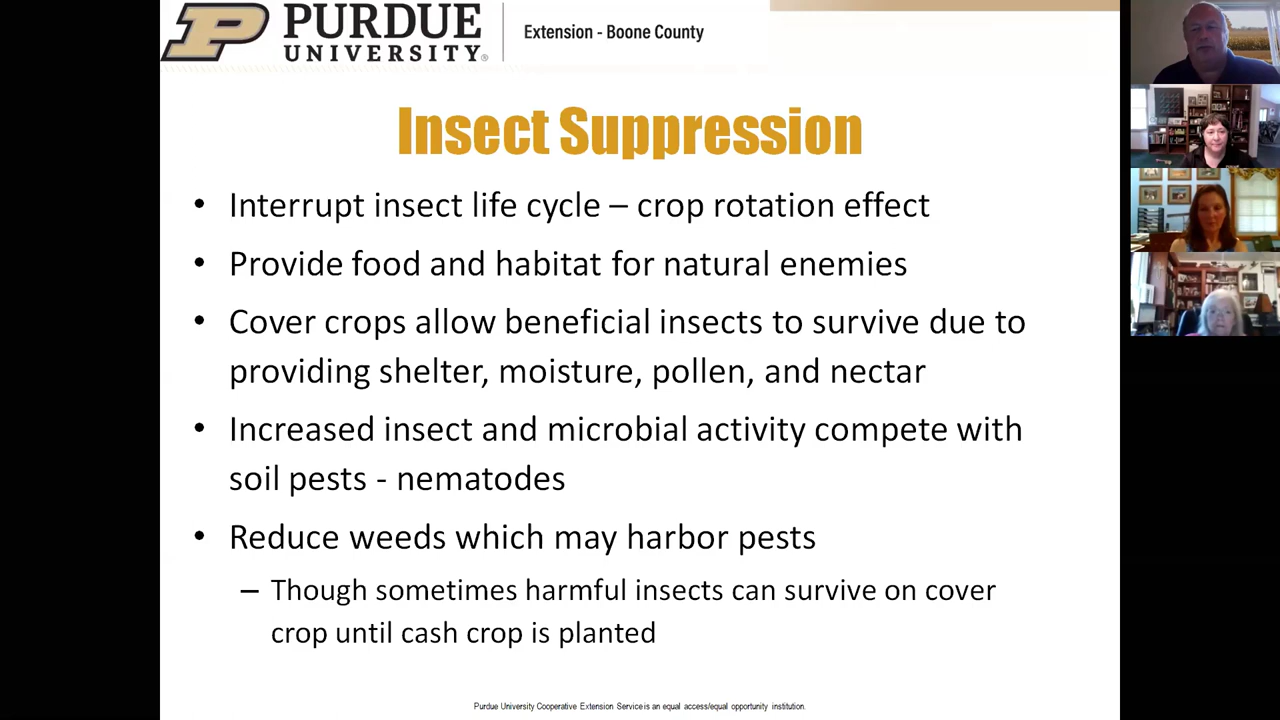 PURDUE
UNIVERSITY®
Extension - Boone County
Insect Suppression
• Interrupt insect life cycle – crop rotation effect
• Provide food and habitat for natural enemies
• Cover crops allow beneficial insects to survive due to
providing shelter, moisture, pollen, and nectar
• Increased insect and microbial activity compete with
soil pests - nematodes
• Reduce weeds which may harbor pests
– Though sometimes harmful insects can survive on cover
crop until cash crop is planted
Purdue University Cooperative Extension Service is an equal access/equal opportunity institution.